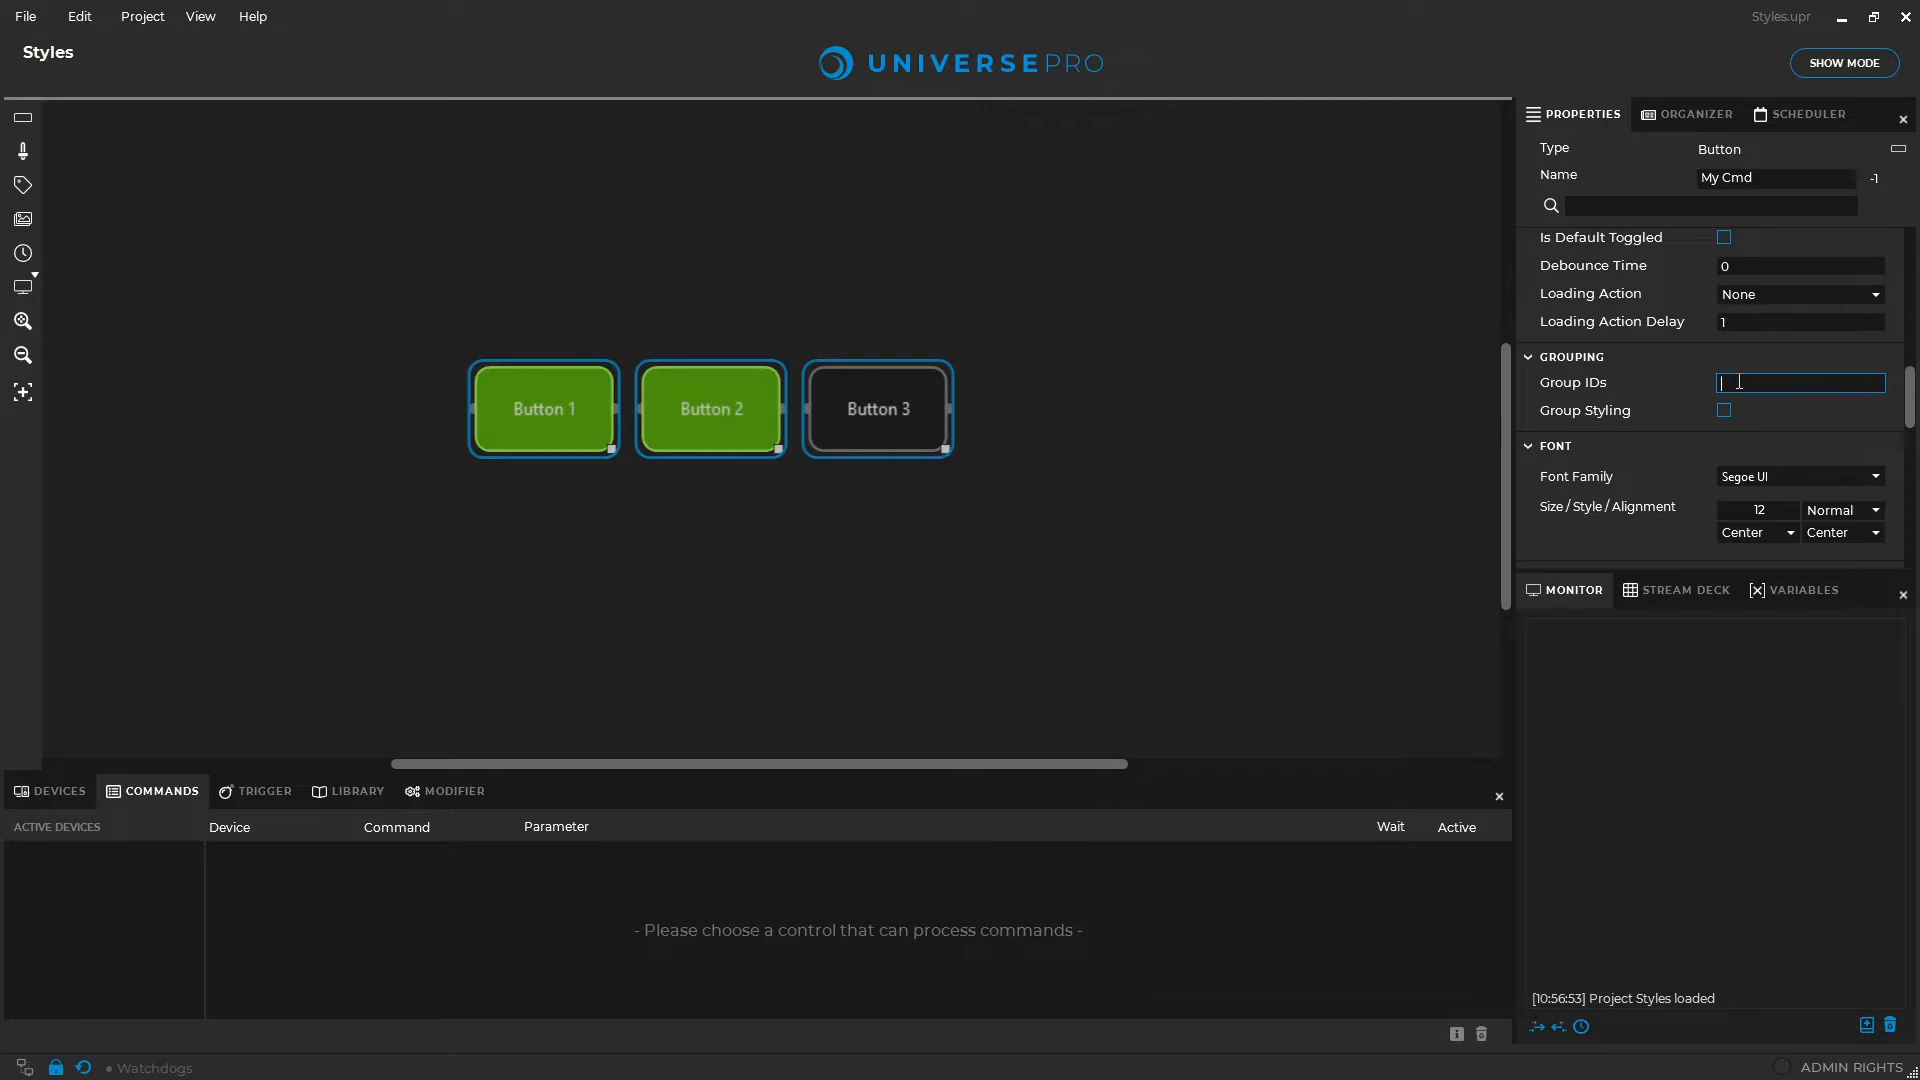 File Edit Project View Help
Styles.upr
Styles
UNIVERSEPRO
SHOW MODE
PROPERTIES ORGANIZER SCHEDULER
Type Button
Name My Cmd -1
Is Default Toggled
Debounce Time 0
Loading Action None
Loading Action Delay 1
GROUPING
Group IDs
Group Styling
FONT
Font Family Segoe UI
Size / Style / Alignment 12 Normal
Center Center
Button 1 Button 2 Button 3
MONITOR STREAM DECK VARIABLES
[10:56:53] Project Styles loaded
DEVICES COMMANDS TRIGGER LIBRARY MODIFIER
ACTIVE DEVICES Device Command Parameter Wait Active
- Please choose a control that can process commands -
Watchdogs
ADMIN RIGHTS